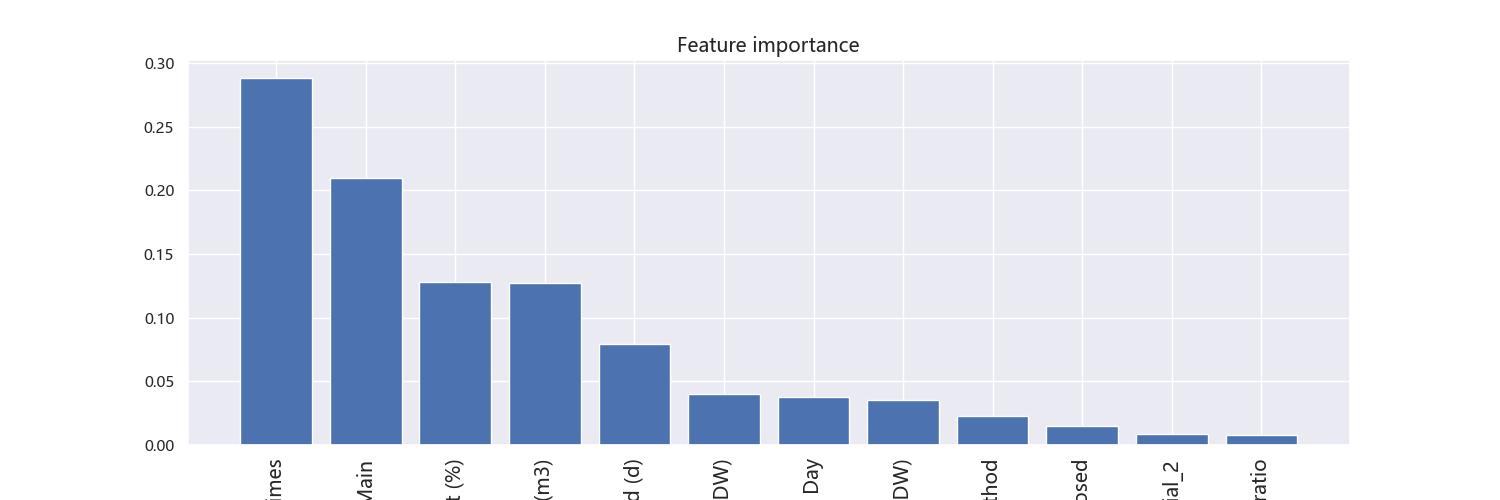 Feature importance
0.30
0.25
0.20
0.15
0.10
0.05
0.00
imes
Main
t (%)
(m3)
d (d)
DW)
Day
DW)
thod
osed
ial_2
ratio